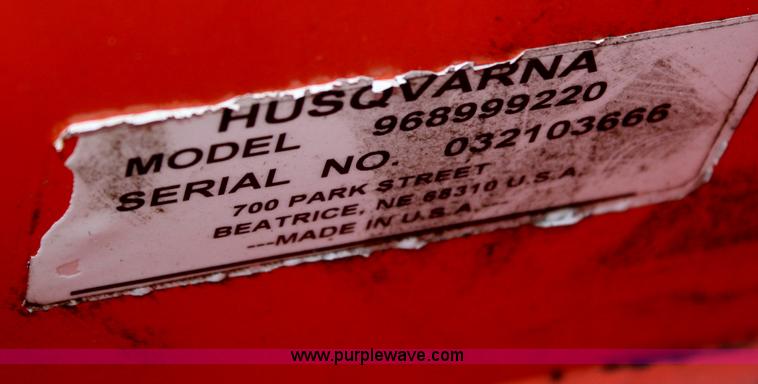 HUSQVARNA
MODEL 968999220
SERIAL NO. 032103666
700 PARK STREET
BEATRICE, NE 68310 U.S.A.
---MADE IN U.S.A.---
www.purplewave.com